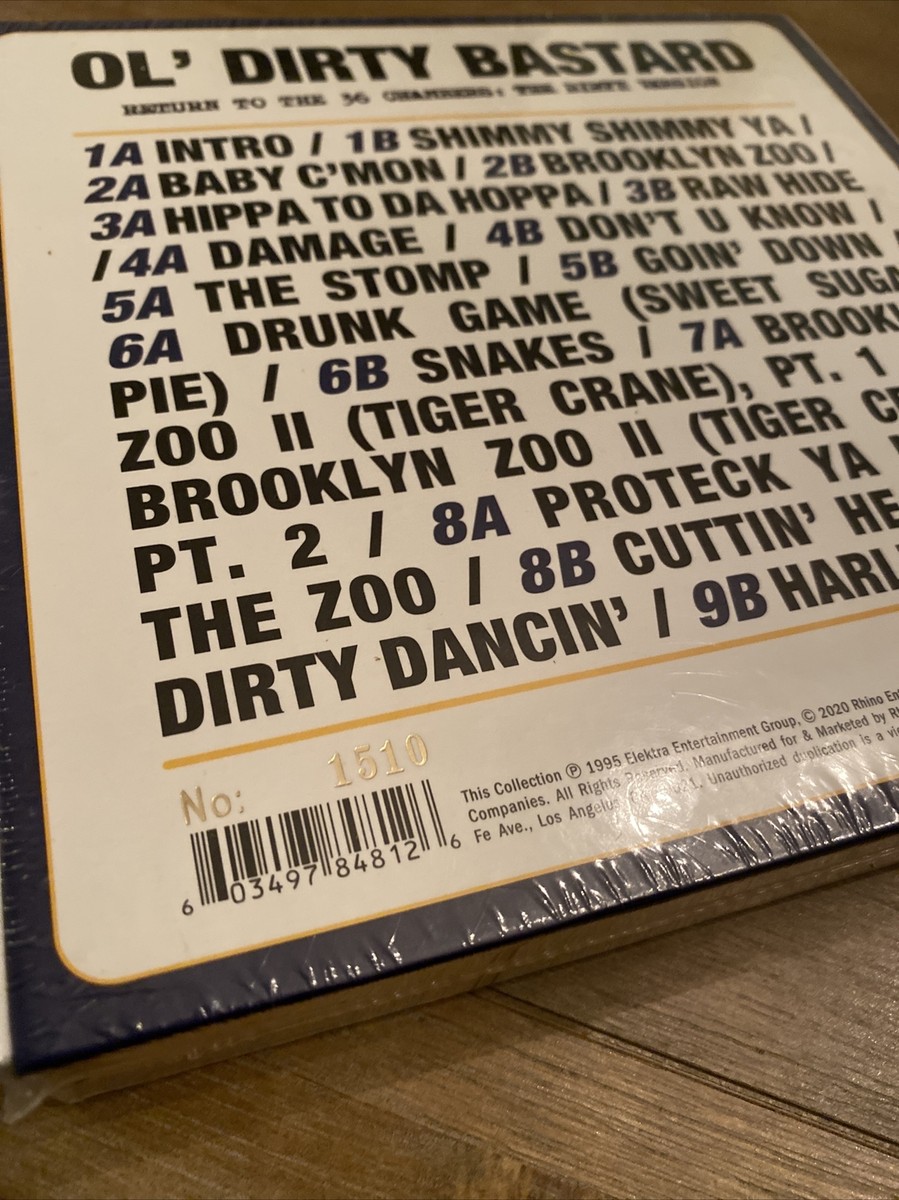 OL' DIRTY BASTARD
RETURN TO THE 36 CHAMBERS: THE DIRTY VERSION
1A INTRO / 1B SHIMMY SHIMMY YA /
2A BABY C'MON / 2B BROOKLYN ZOO /
3A HIPPA TO DA HOPPA / 3B RAW HIDE
/ 4A DAMAGE / 4B DON'T U KNOW /
5A THE STOMP / 5B GOIN' DOWN
6A DRUNK GAME (SWEET SUGA
PIE) / 6B SNAKES / 7A BROOKL
ZOO II (TIGER CRANE), PT. 1
BROOKLYN ZOO II (TIGER CR
PT. 2 / 8A PROTECK YA
THE ZOO / 8B CUTTIN' HE
DIRTY DANCIN' / 9B HARL
No: 1510
This Collection ℗ 1995 Elektra Entertainment Group, © 2020 Rhino Ent
Companies. All Rights Reserved. Manufactured for & Marketed by Rh
Fe Ave., Los Angeles Unauthorized duplication is a vi
6 03497 84812 6